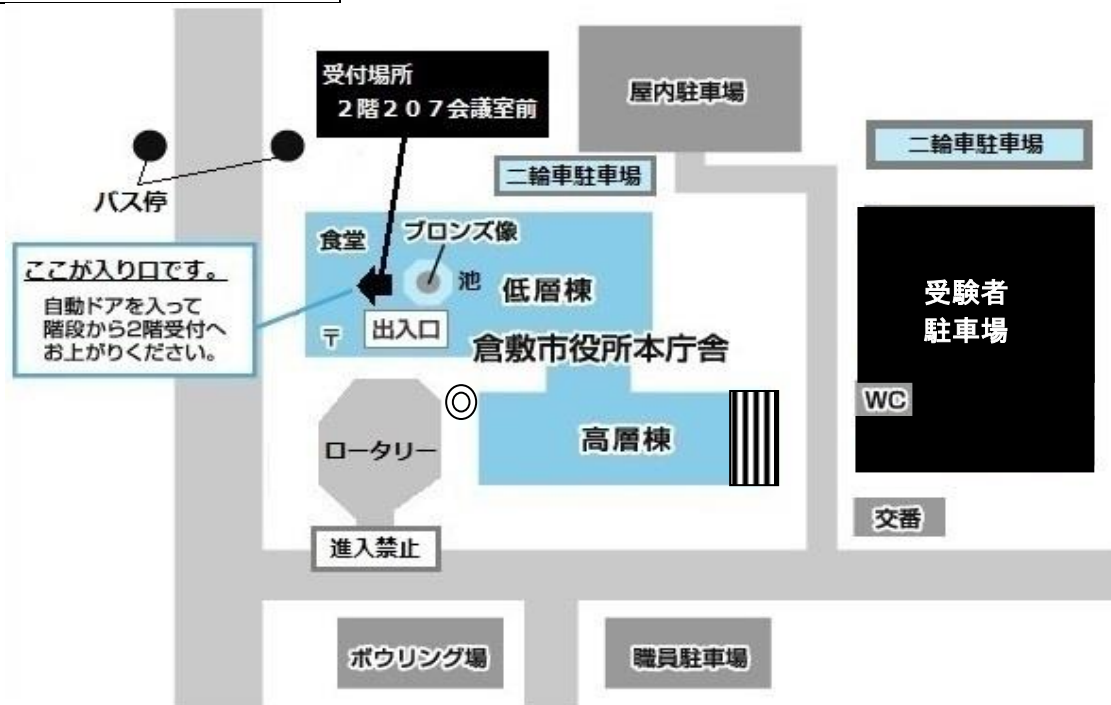 受付場所
２階２０７会議室前
屋内駐車場
二輪車駐車場
バス停
二輪車駐車場
食堂
ブロンズ像
池
低層棟
ここが入り口です。
自動ドアを入って
階段から2階受付へ
お上がりください。
〒
出入口
倉敷市役所本庁舎
受験者
駐車場
WC
◎
高層棟
ロータリー
交番
進入禁止
ボウリング場
職員駐車場